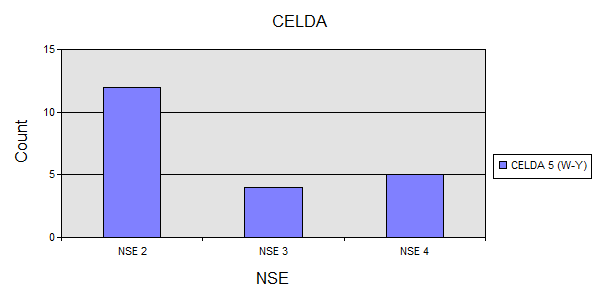 CELDA
15
10
5
0
Count
NSE 2
NSE 3
NSE 4
NSE
CELDA 5 (W-Y)